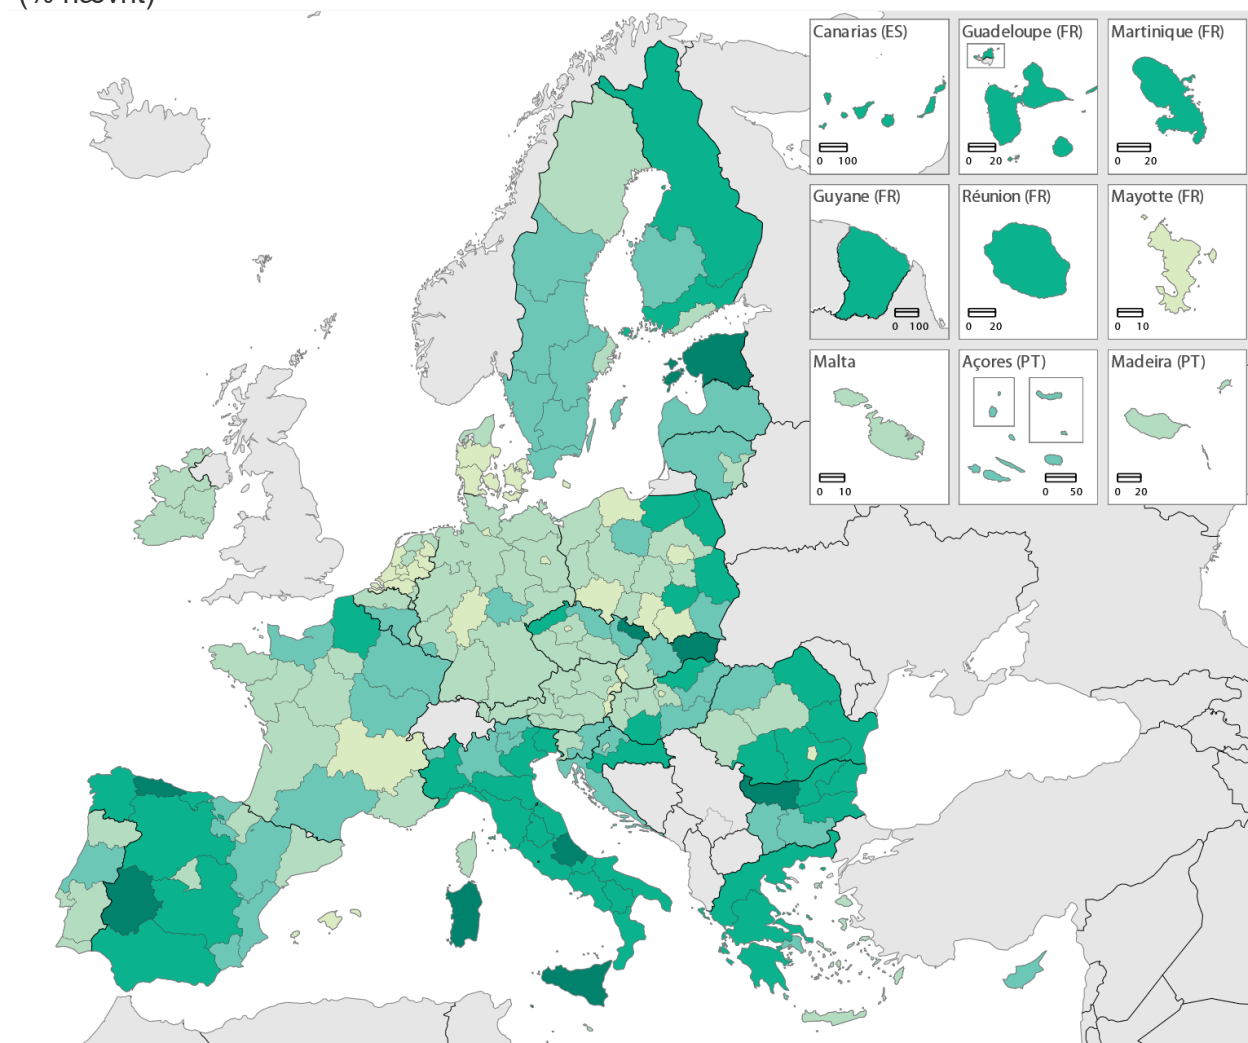 Canarias (ES)
0 100
Guadeloupe (FR)
0 20
Martinique (FR)
0 20
Guyane (FR)
0 100
Réunion (FR)
0 20
Mayotte (FR)
0 10
Malta
0 10
Açores (PT)
0 50
Madeira (PT)
0 20